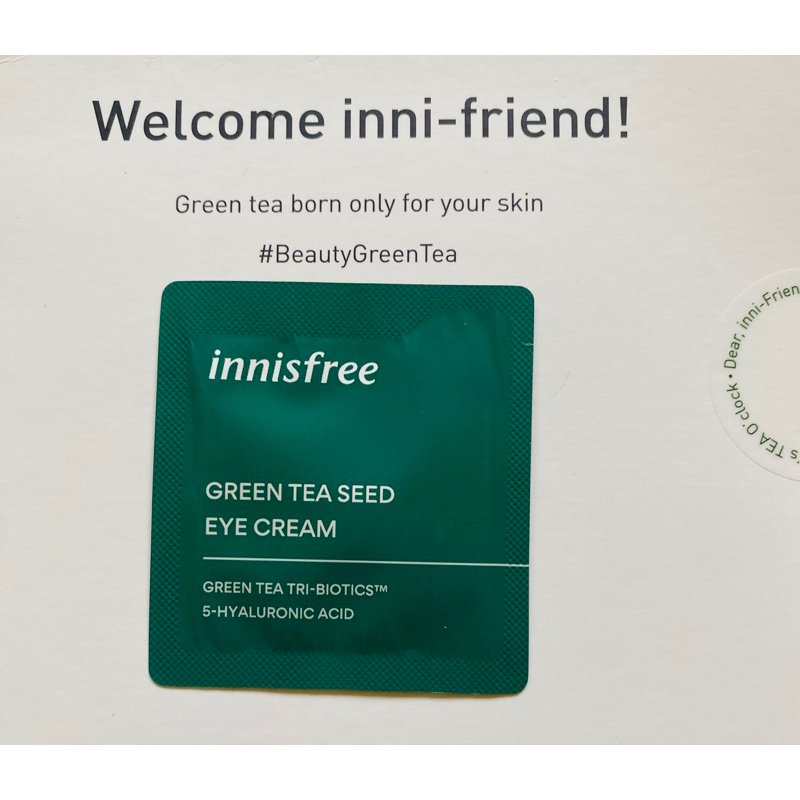 Welcome inni-friend!
Green tea born only for your skin
#BeautyGreenTea
innisfree
GREEN TEA SEED
EYE CREAM
GREEN TEA TRI-BIOTICS™
5-HYALURONIC ACID
's TEA O'clock • Dear, inni-Frien